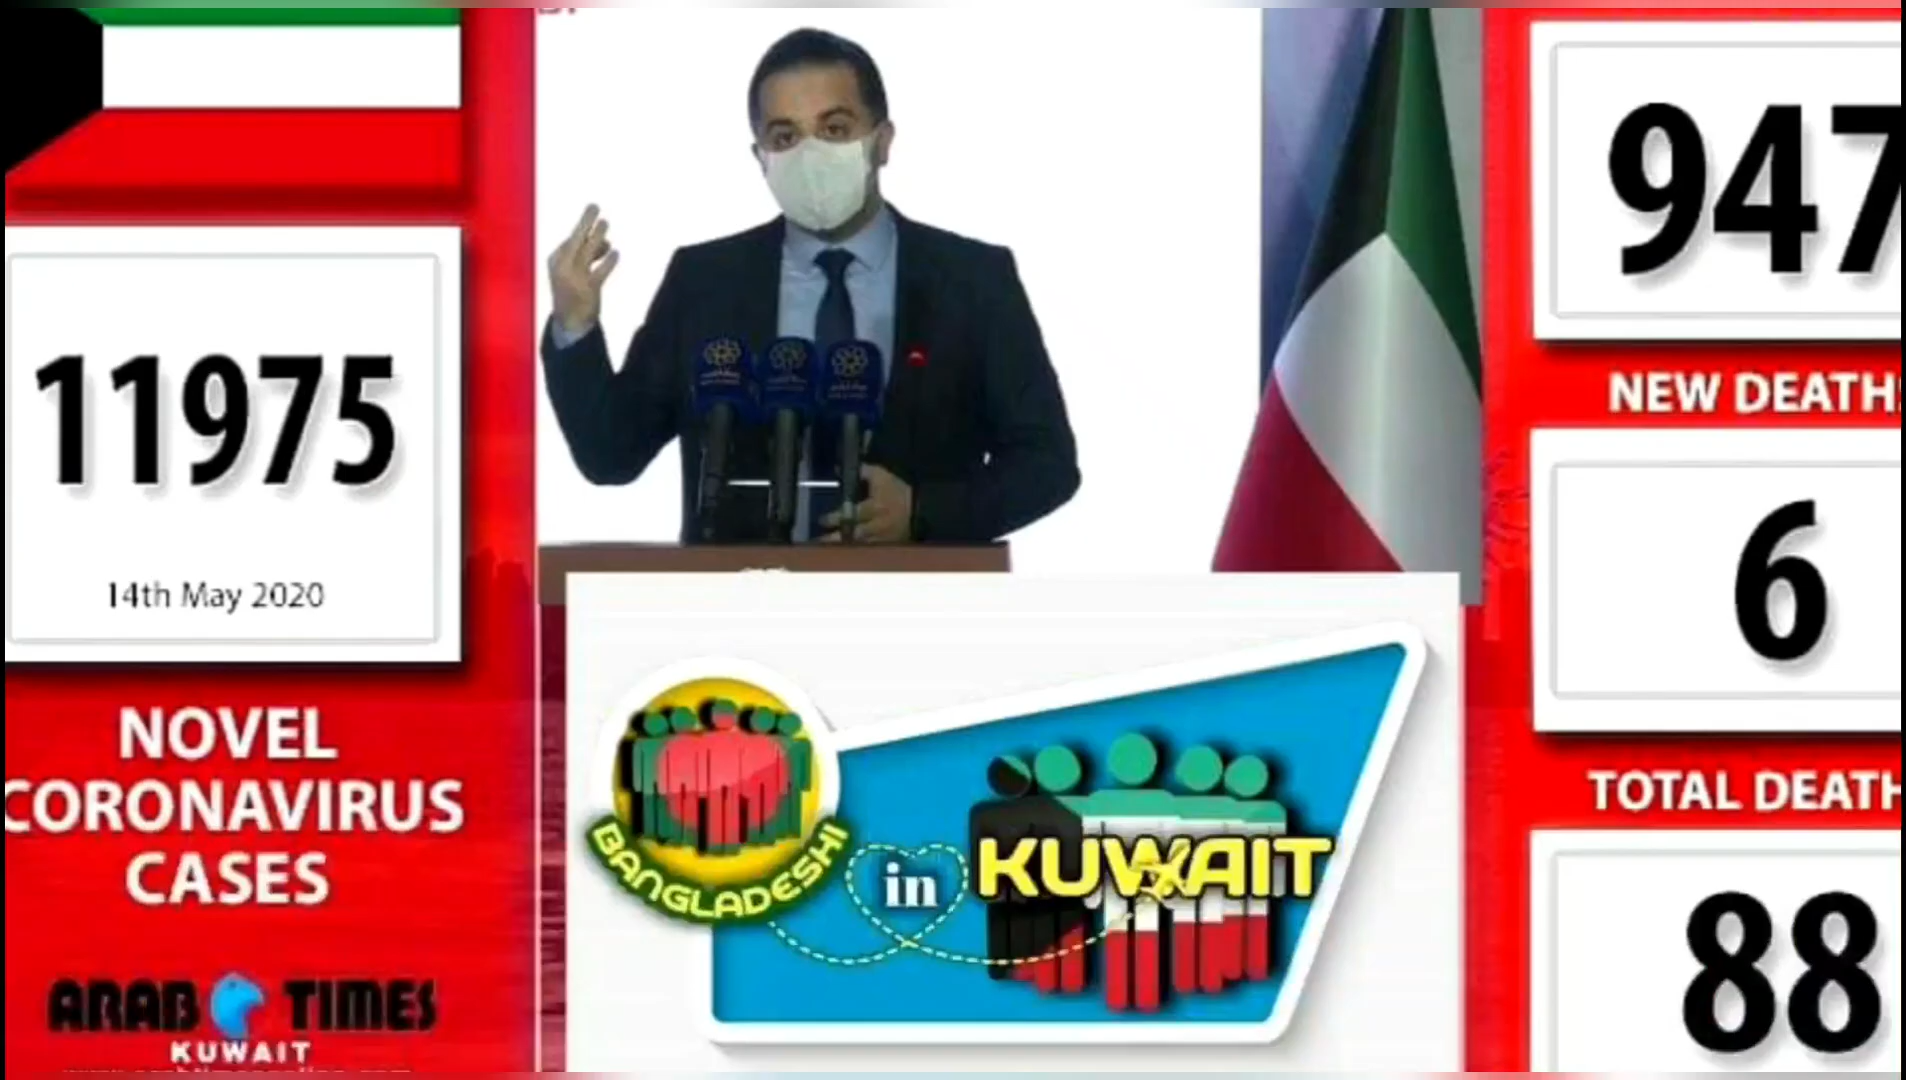 11975
14th May 2020
NOVEL
CORONAVIRUS
CASES
ARAB TIMES
KUWAIT
BANGLADESHI
in
KUWAIT
947
NEW DEATHS
6
TOTAL DEATH
88